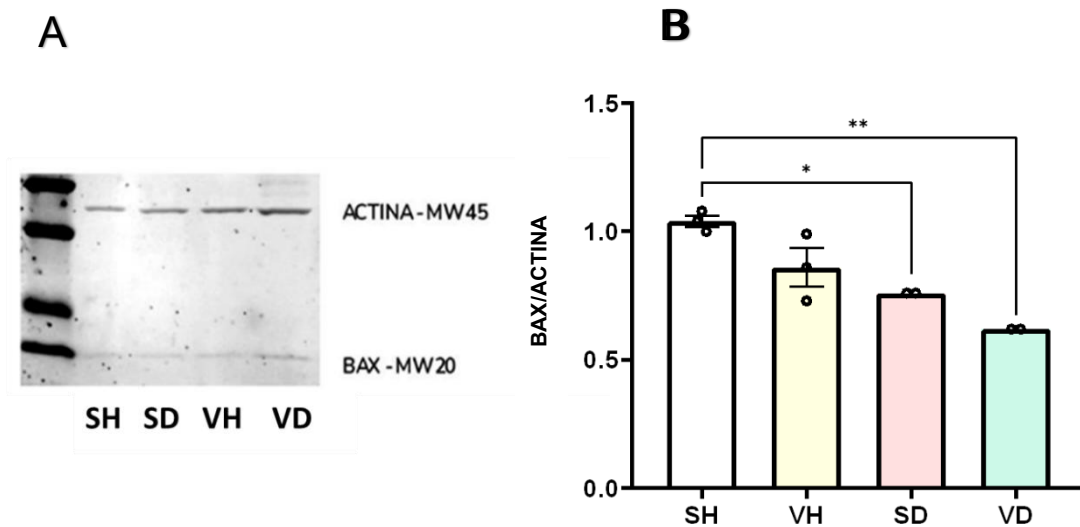 A
ACTINA-MW45
BAX-MW20
SH SD VH VD
B
BAX/ACTINA
1.5
1.0
0.5
0.0
**
*
SH VH SD VD